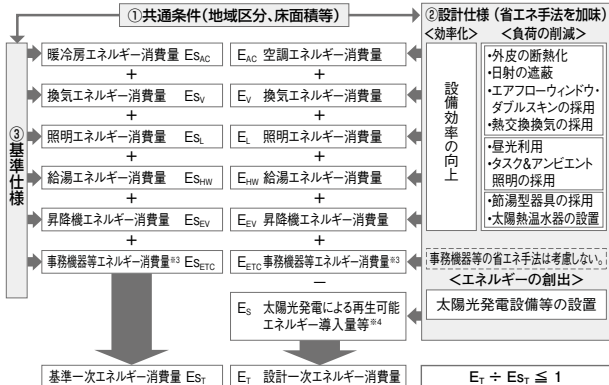 ①共通条件（地域区分、床面積等）
②設計仕様（省エネ手法を加味）
＜効率化＞ ＜負荷の削減＞
③基準仕様
暖冷房エネルギー消費量 EsAC
+
換気エネルギー消費量 EsV
+
照明エネルギー消費量 EsL
+
給湯エネルギー消費量 EsHW
+
昇降機エネルギー消費量 EsEV
+
事務機器等エネルギー消費量※3 EsETC
基準一次エネルギー消費量 EsT
EAC 空調エネルギー消費量
+
EV 換気エネルギー消費量
+
EL 照明エネルギー消費量
+
EHW 給湯エネルギー消費量
+
EEV 昇降機エネルギー消費量
+
EETC 事務機器等エネルギー消費量※3
−
ES 太陽光発電による再生可能
エネルギー導入量等※4
ET 設計一次エネルギー消費量
設備効率の向上
・外皮の断熱化
・日射の遮蔽
・エアフローウィンドウ・
ダブルスキンの採用
・熱交換換気の採用
・昼光利用
・タスク&アンビエント
照明の採用
・節湯型器具の採用
・太陽熱温水器の設置
事務機器等の省エネ手法は考慮しない。
＜エネルギーの創出＞
太陽光発電設備等の設置
ET ÷ EsT ≦ 1